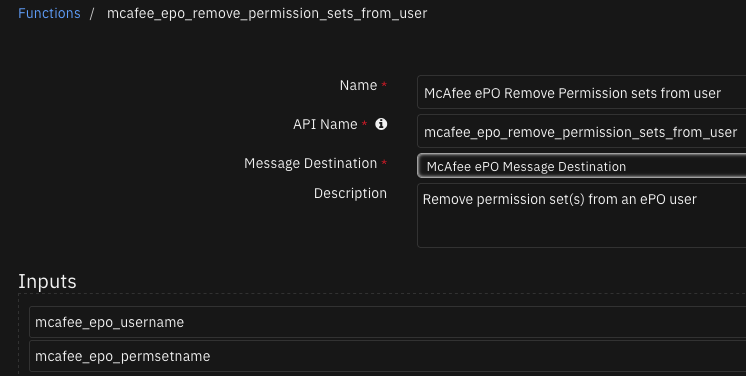 Functions / mcafee_epo_remove_permission_sets_from_user
Name * McAfee ePO Remove Permission sets from user
API Name * mcafee_epo_remove_permission_sets_from_user
Message Destination * McAfee ePO Message Destination
Description Remove permission set(s) from an ePO user
Inputs
mcafee_epo_username
mcafee_epo_permsetname